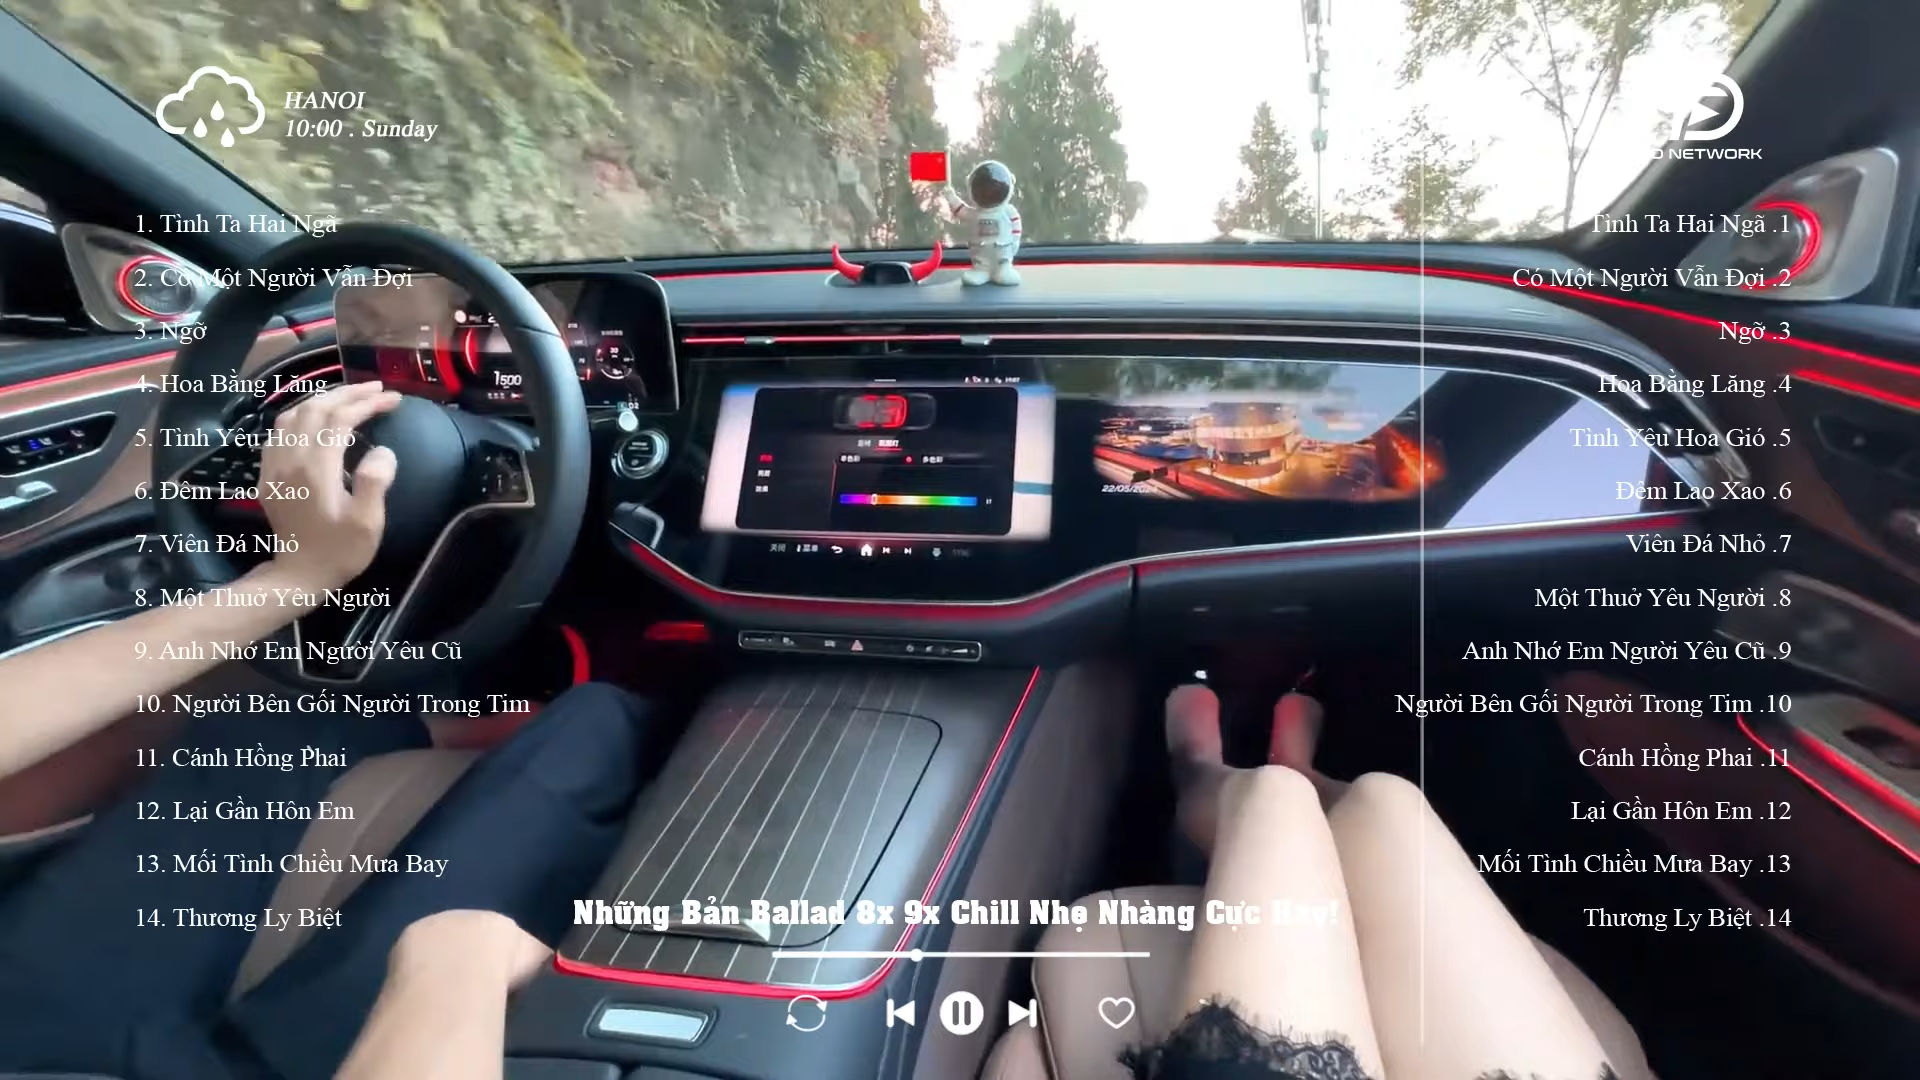 HANOI
10:00 . Sunday
NETWORK
1. Tình Ta Hai Ngã
2. Có Một Người Vẫn Đợi
3. Ngỡ
4. Hoa Bằng Lăng
5. Tình Yêu Hoa Gió
6. Đêm Lao Xao
7. Viên Đá Nhỏ
8. Một Thuở Yêu Người
9. Anh Nhớ Em Người Yêu Cũ
10. Người Bên Gối Người Trong Tim
11. Cánh Hồng Phai
12. Lại Gần Hôn Em
13. Mối Tình Chiều Mưa Bay
14. Thương Ly Biệt
Tình Ta Hai Ngã .1
Có Một Người Vẫn Đợi .2
Ngỡ .3
Hoa Bằng Lăng .4
Tình Yêu Hoa Gió .5
Đêm Lao Xao .6
Viên Đá Nhỏ .7
Một Thuở Yêu Người .8
Anh Nhớ Em Người Yêu Cũ .9
Người Bên Gối Người Trong Tim .10
Cánh Hồng Phai .11
Lại Gần Hôn Em .12
Mối Tình Chiều Mưa Bay .13
Thương Ly Biệt .14
1500
Những Bản Ballad 8x 9x Chill Nhẹ Nhàng Cực Hay!